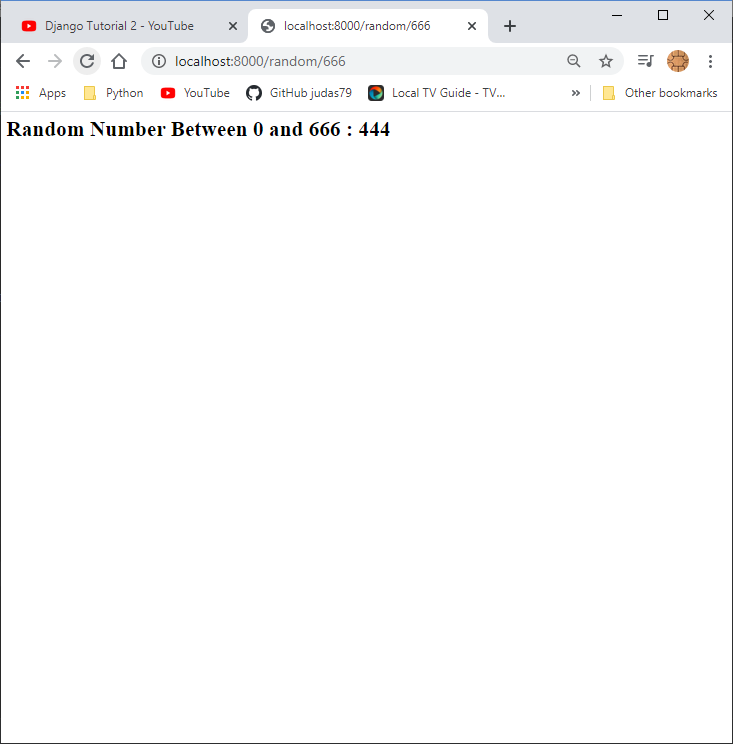 Django Tutorial 2 - YouTube
localhost:8000/random/666
localhost:8000/random/666
Apps Python YouTube GitHub judas79 Local TV Guide - TV... » Other bookmarks
Random Number Between 0 and 666 : 444